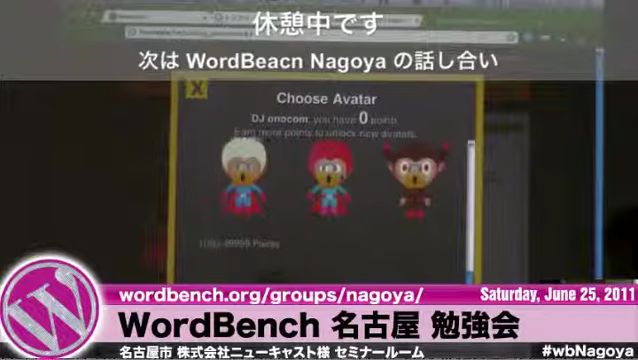 休憩中です
次は WordBeacn Nagoya の話し合い
X
Choose Avatar
DJ onocom: you have 0 points.
Earn more points to unlock new avatars.
Points
wordbench.org/groups/nagoya/
Saturday, June 25, 2011
WordBench 名古屋 勉強会
名古屋市 株式会社ニューキャスト様 セミナールーム
#wbNagoya